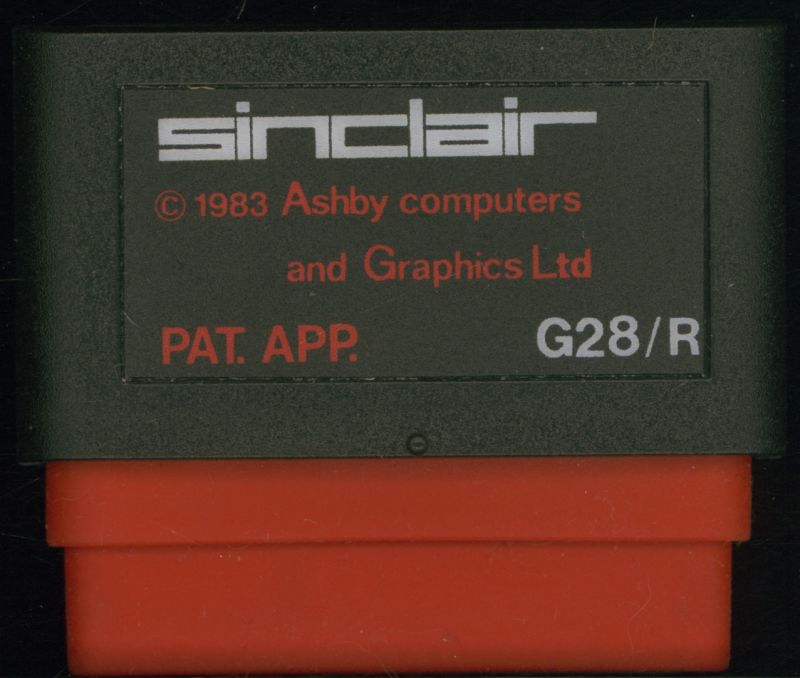 sinclair
© 1983 Ashby computers
and Graphics Ltd
PAT. APP. G28/R